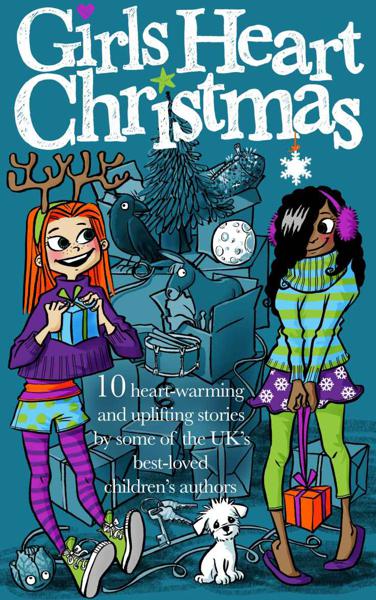 Girls Heart
Christmas
10 heart-warming
and uplifting stories
by some of the UK's
best-loved
children's authors